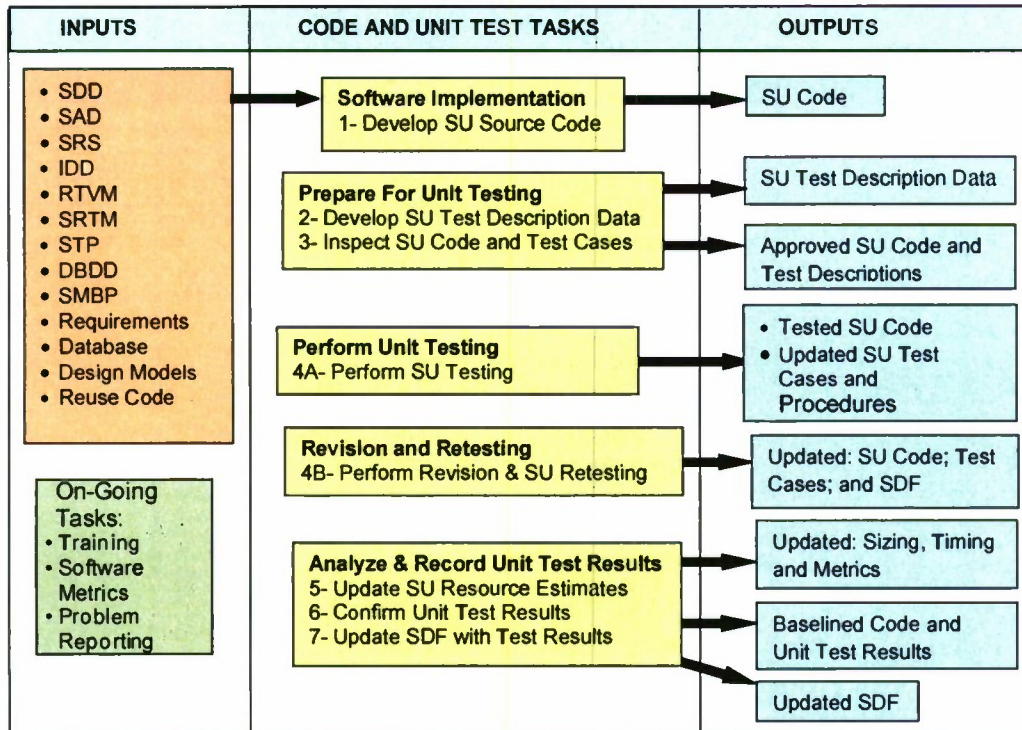 INPUTS
CODE AND UNIT TEST TASKS
OUTPUTS
• SDD
• SAD
• SRS
• IDD
• RTVM
• SRTM
• STP
• DBDD
• SMBP
• Requirements
• Database
• Design Models
• Reuse Code
On-Going
Tasks:
• Training
• Software
Metrics
• Problem
Reporting
Software Implementation
1- Develop SU Source Code
Prepare For Unit Testing
2- Develop SU Test Description Data
3- Inspect SU Code and Test Cases
Perform Unit Testing
4A- Perform SU Testing
Revision and Retesting
4B- Perform Revision & SU Retesting
Analyze & Record Unit Test Results
5- Update SU Resource Estimates
6- Confirm Unit Test Results
7- Update SDF with Test Results
SU Code
SU Test Description Data
Approved SU Code and
Test Descriptions
• Tested SU Code
• Updated SU Test
Cases and
Procedures
Updated: SU Code; Test
Cases; and SDF
Updated: Sizing, Timing
and Metrics
Baselined Code and
Unit Test Results
Updated SDF